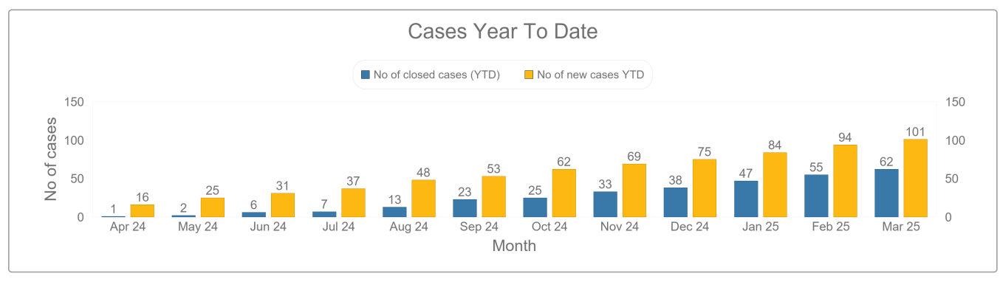 Cases Year To Date
No of closed cases (YTD) No of new cases YTD
No of cases
150 150
100 100
50 50
0 0
1 16 2 25 6 31 7 37 13 48 23 53 25 62 33 69 38 75 47 84 55 94 62 101
Apr 24 May 24 Jun 24 Jul 24 Aug 24 Sep 24 Oct 24 Nov 24 Dec 24 Jan 25 Feb 25 Mar 25
Month